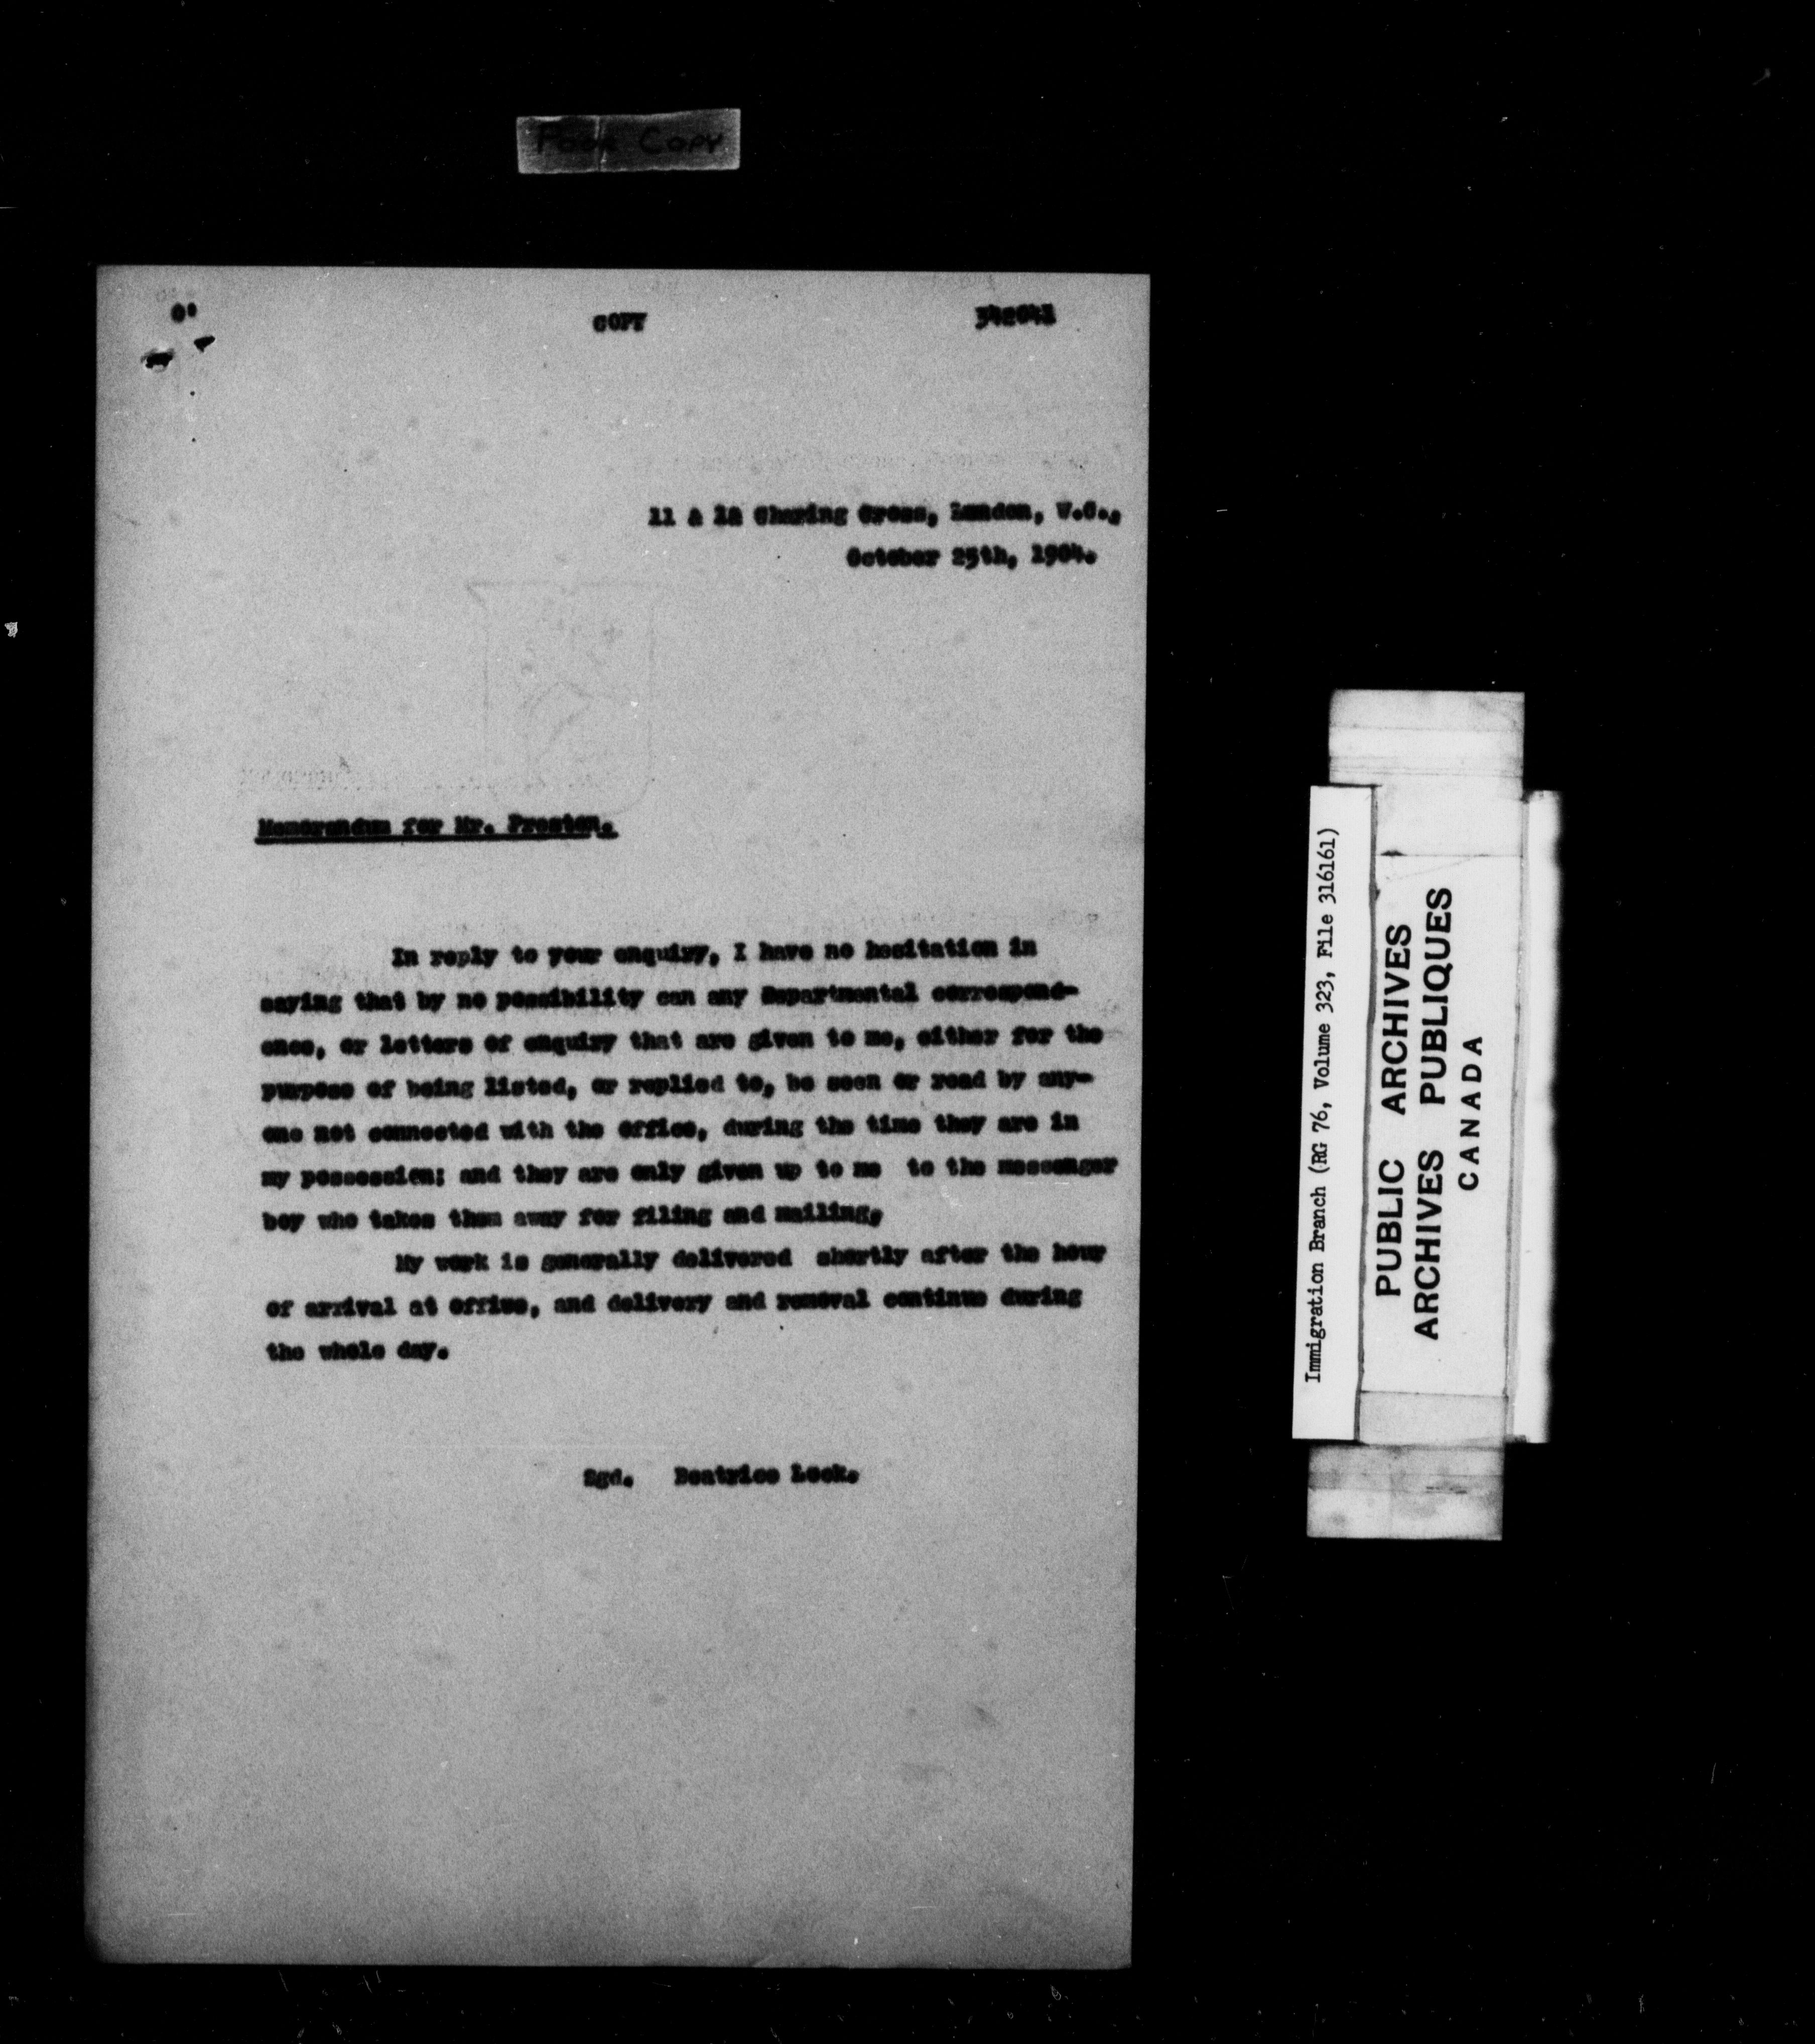 Poor Copy
COPY
342641
11 & 12 Charing Cross, London, W.C.,
October 25th, 1904.
Memorandum for Mr. Preston.
In reply to your enquiry, I have no hesitation in
saying that by no possibility can any Departmental correspond-
ence, or letters of enquiry that are given to me, either for the
purpose of being listed, or replied to, be seen or read by any-
one not connected with the office, during the time they are in
my possession; and they are only given up to me to the messenger
boy who takes them away for filing and mailing,
My work is generally delivered shortly after the hour
of arrival at office, and delivery and removal continue during
the whole day.
Sgd. Beatrice Lock.
Immigration Branch (RG 76, Volume 323, File 316161)
PUBLIC ARCHIVES
ARCHIVES PUBLIQUES
CANADA